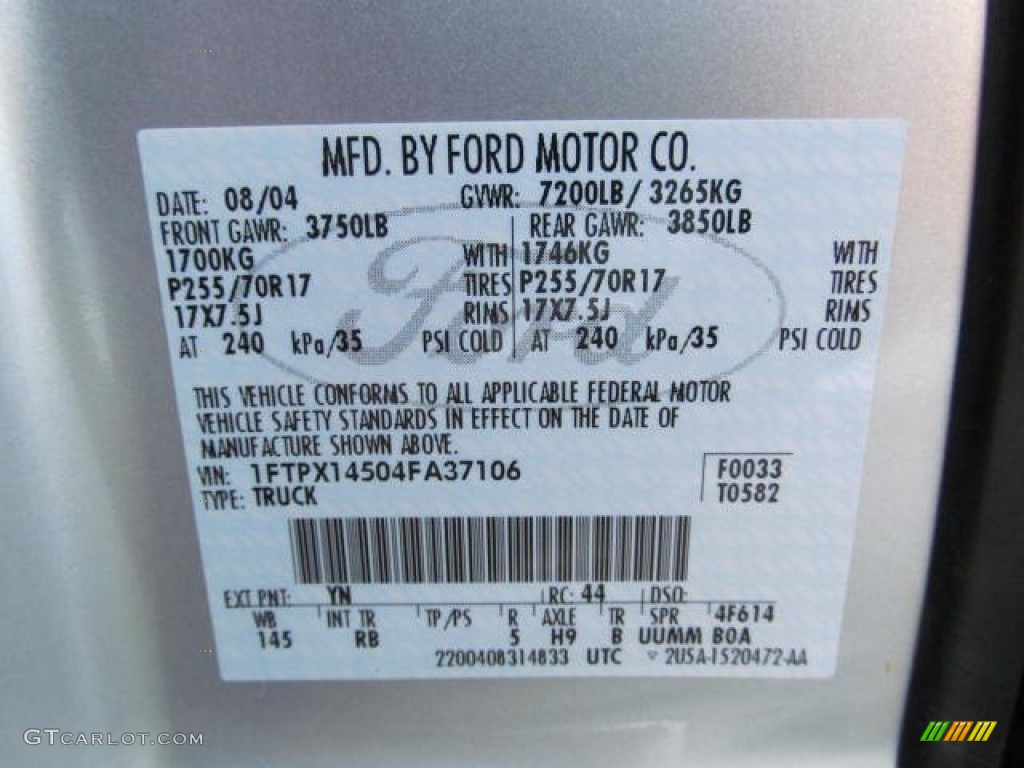 MFD. BY FORD MOTOR CO.
DATE: 08/04 GVWR: 7200LB/ 3265KG
FRONT GAWR: 3750LB REAR GAWR: 3850LB
1700KG WITH 1746KG WITH
P255/70R17 TIRES P255/70R17 TIRES
17X7.5J RIMS 17X7.5J RIMS
AT 240 kPa/35 PSI COLD AT 240 kPa/35 PSI COLD
Ford
THIS VEHICLE CONFORMS TO ALL APPLICABLE FEDERAL MOTOR
VEHICLE SAFETY STANDARDS IN EFFECT ON THE DATE OF
MANUFACTURE SHOWN ABOVE.
VIN: 1FTPX14504FA37106 F0033
TYPE: TRUCK T0582
EXT PNT: YN RC: 44 DSO:
WB INT TR TP/PS R AXLE TR SPR 4F614
145 RB 5 H9 B UUMM BOA
2200408314833 UTC ▽ 2U5A-1520472-AA
GTCARLOT.COM